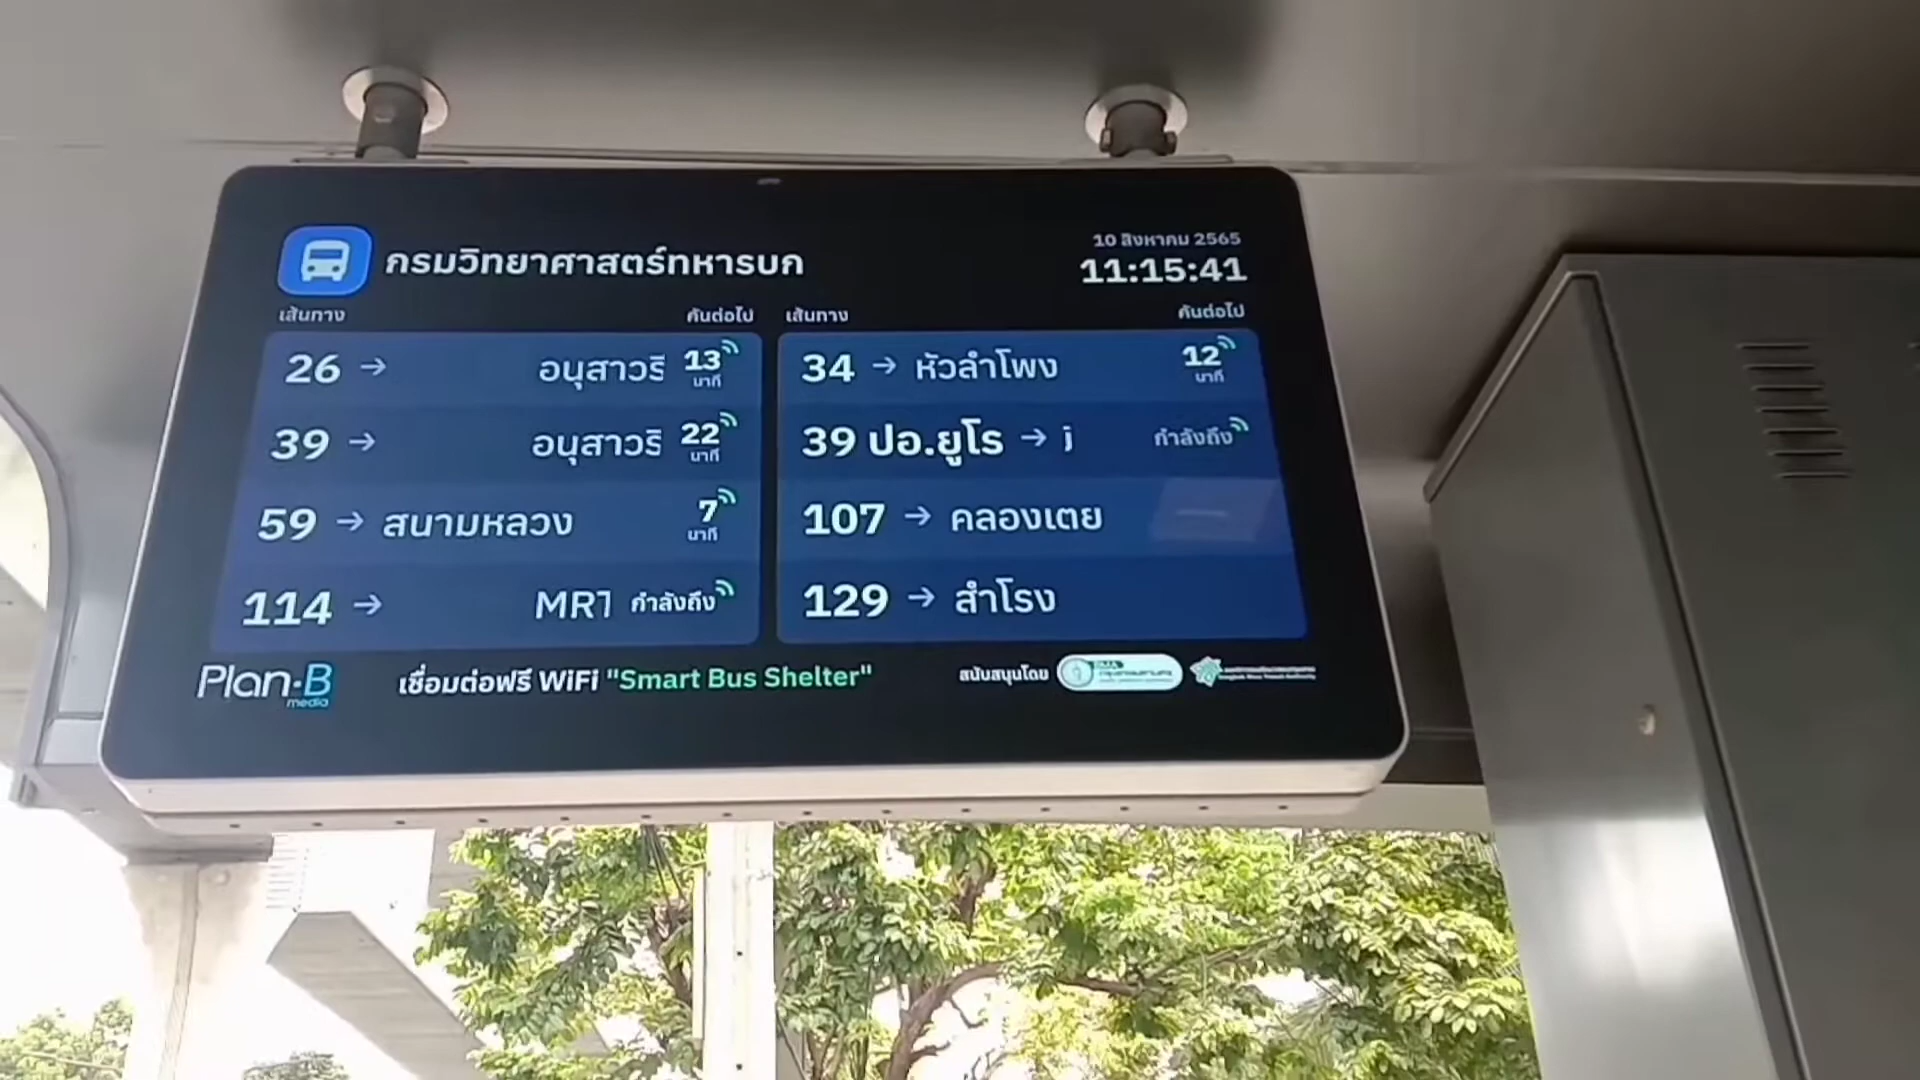 กรมวิทยาศาสตร์ทหารบก
10 สิงหาคม 2565
11:15:41
เส้นทาง คันต่อไป
26 → อนุสาวรี 13 นาที
39 → อนุสาวรี 22 นาที
59 → สนามหลวง 7 นาที
114 → MRT กำลังถึง
เส้นทาง คันต่อไป
34 → หัวลำโพง 12 นาที
39 ปอ.ยูโร → กำลังถึง
107 → คลองเตย
129 → สำโรง
Plan·B media
เชื่อมต่อฟรี WiFi "Smart Bus Shelter"
สนับสนุนโดย